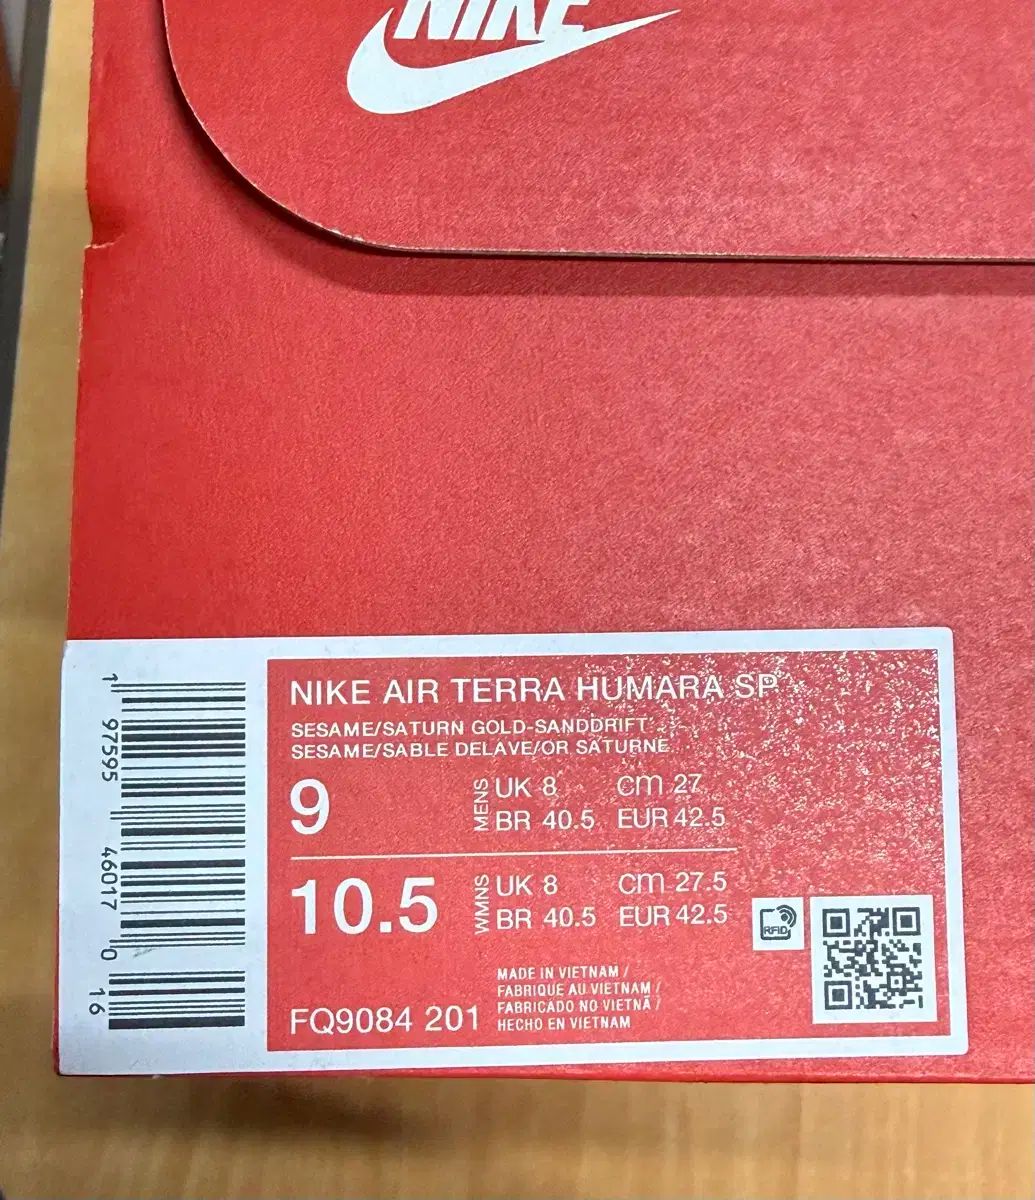 NIKE
NIKE AIR TERRA HUMARA SP
SESAME/SATURN GOLD-SANDDRIFT
SESAME/SABLE DELAVE/OR SATURNE
9 MENS UK 8 CM 27
BR 40.5 EUR 42.5
10.5 WMNS UK 8 CM 27.5
BR 40.5 EUR 42.5
RFID
MADE IN VIETNAM /
FABRIQUE AU VIETNAM /
FABRICADO NO VIETNÃ /
FQ9084 201 HECHO EN VIETNAM
1 97595 46017 0 16